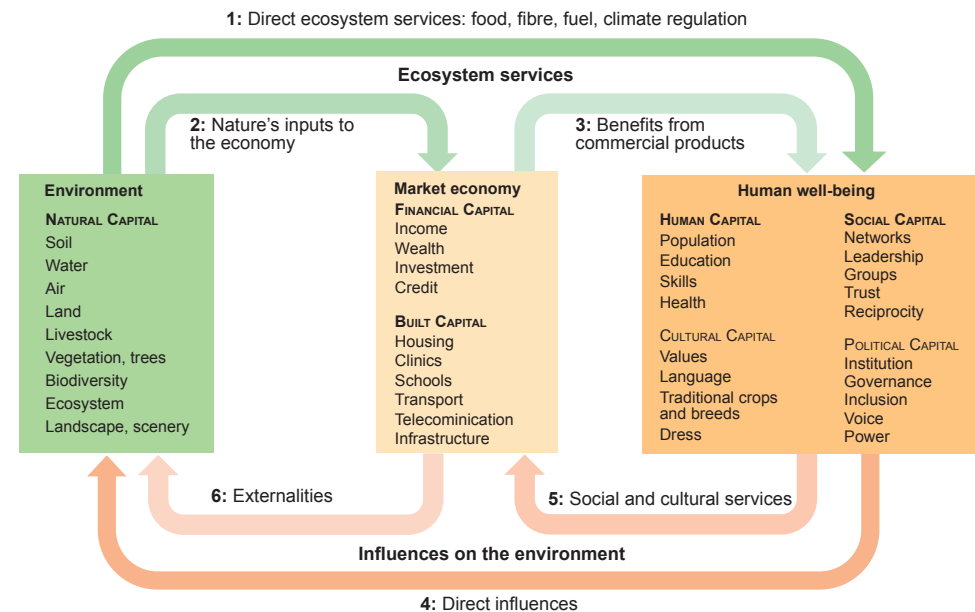 1: Direct ecosystem services: food, fibre, fuel, climate regulation
Ecosystem services
2: Nature's inputs to
the economy
3: Benefits from
commercial products
Environment
NATURAL CAPITAL
Soil
Water
Air
Land
Livestock
Vegetation, trees
Biodiversity
Ecosystem
Landscape, scenery
Market economy
FINANCIAL CAPITAL
Income
Wealth
Investment
Credit
BUILT CAPITAL
Housing
Clinics
Schools
Transport
Telecominication
Infrastructure
Human well-being
HUMAN CAPITAL
Population
Education
Skills
Health
CULTURAL CAPITAL
Values
Language
Traditional crops
and breeds
Dress
SOCIAL CAPITAL
Networks
Leadership
Groups
Trust
Reciprocity
POLITICAL CAPITAL
Institution
Governance
Inclusion
Voice
Power
6: Externalities
5: Social and cultural services
Influences on the environment
4: Direct influences